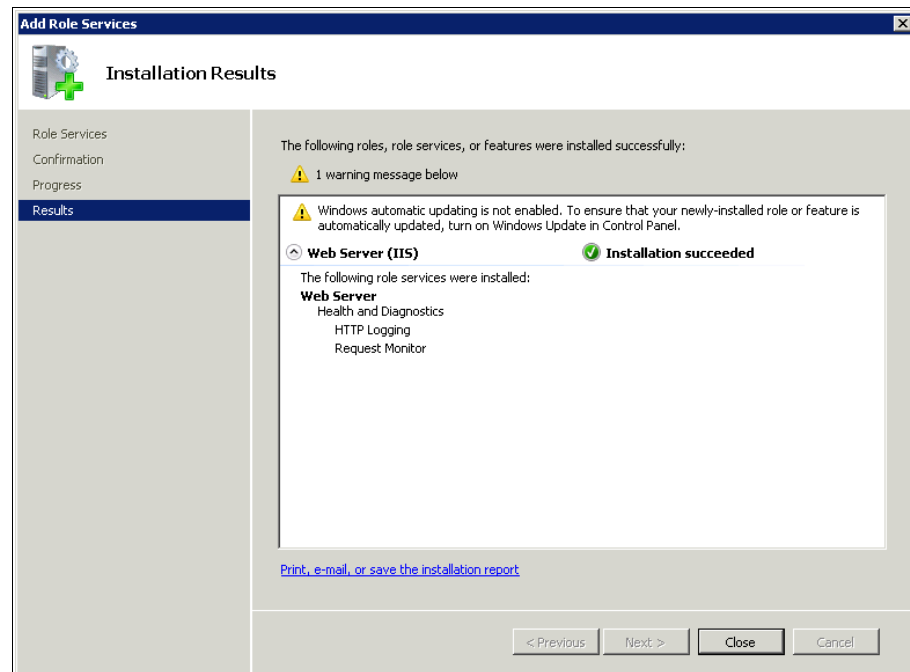 Add Role Services
Installation Results
Role Services
Confirmation
Progress
Results
The following roles, role services, or features were installed successfully:
1 warning message below
Windows automatic updating is not enabled. To ensure that your newly-installed role or feature is
automatically updated, turn on Windows Update in Control Panel.
Web Server (IIS) Installation succeeded
The following role services were installed:
Web Server
Health and Diagnostics
HTTP Logging
Request Monitor
Print, e-mail, or save the installation report
< Previous Next > Close Cancel